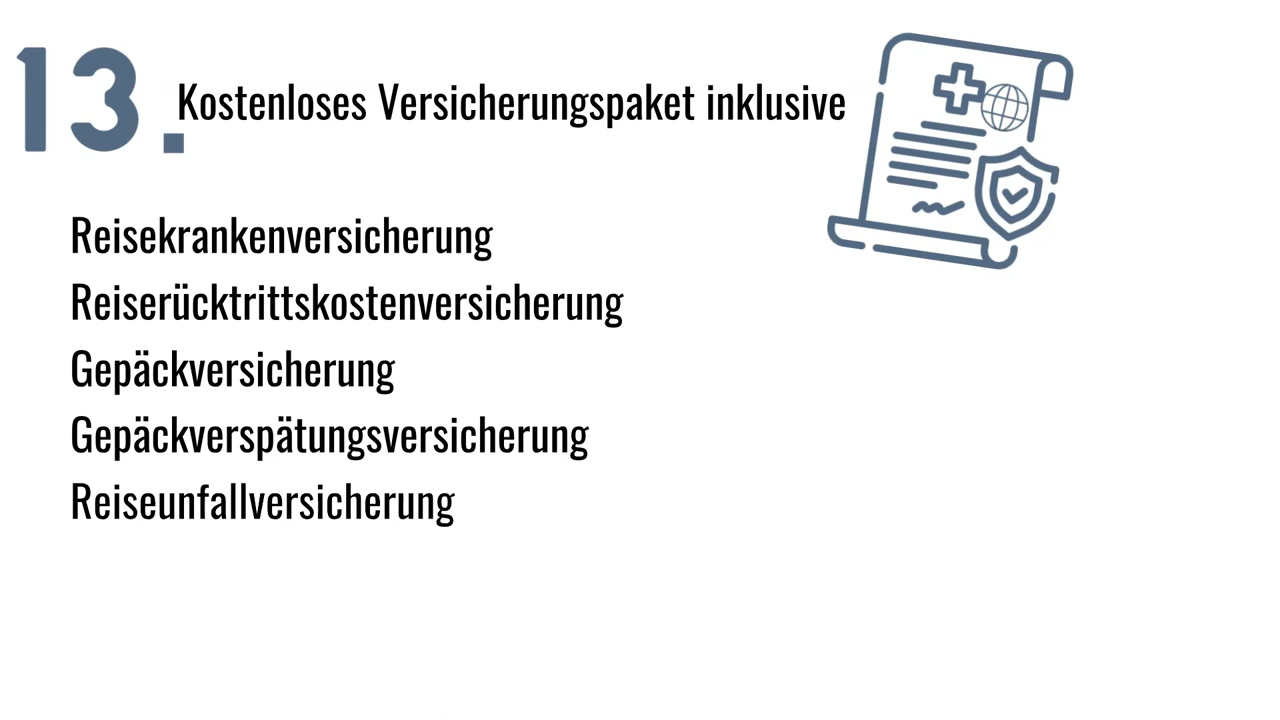 13. Kostenloses Versicherungspaket inklusive
Reisekrankenversicherung
Reiserücktrittskostenversicherung
Gepäckversicherung
Gepäckverspätungsversicherung
Reiseunfallversicherung